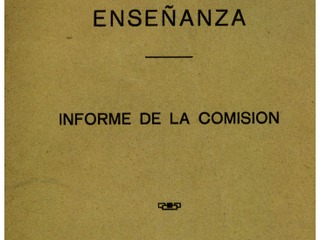 ENSEÑANZA
INFORME DE LA COMISION